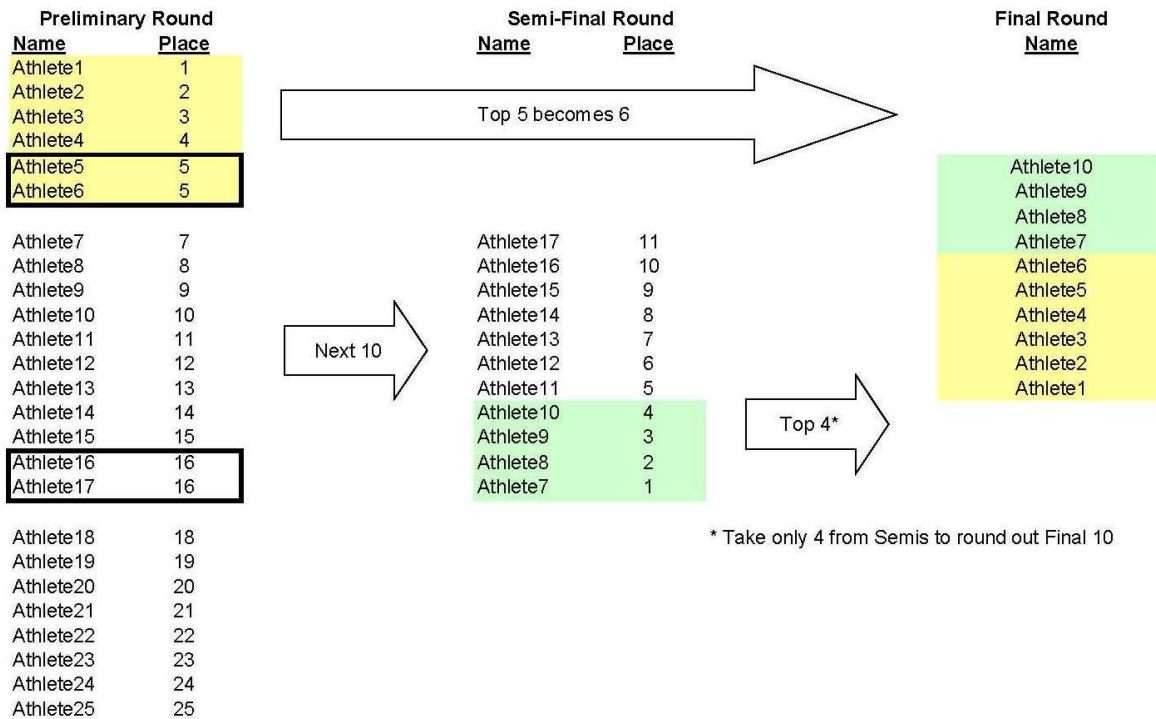 Preliminary Round Semi-Final Round Final Round
Name Place Name Place Name
Athlete1 1
Athlete2 2
Athlete3 3 Top 5 becomes 6
Athlete4 4
Athlete5 5 Athlete10
Athlete6 5 Athlete9
Athlete8
Athlete7 7 Athlete17 11 Athlete7
Athlete8 8 Athlete16 10 Athlete6
Athlete9 9 Athlete15 9 Athlete5
Athlete10 10 Athlete14 8 Athlete4
Athlete11 11 Next 10 Athlete13 7 Athlete3
Athlete12 12 Athlete12 6 Athlete2
Athlete13 13 Athlete11 5 Athlete1
Athlete14 14 Athlete10 4 Top 4*
Athlete15 15 Athlete9 3
Athlete16 16 Athlete8 2
Athlete17 16 Athlete7 1
Athlete18 18 * Take only 4 from Semis to round out Final 10
Athlete19 19
Athlete20 20
Athlete21 21
Athlete22 22
Athlete23 23
Athlete24 24
Athlete25 25